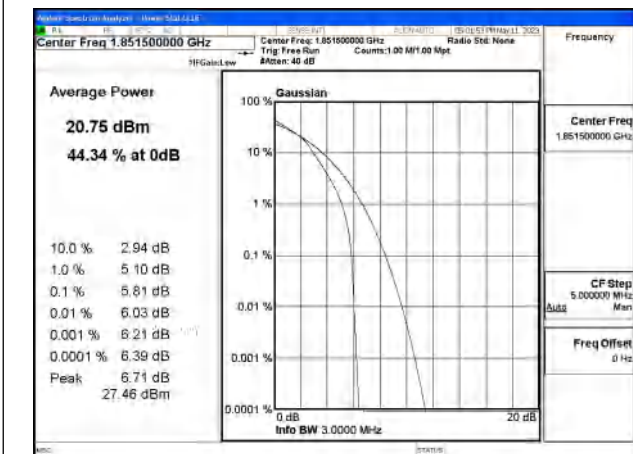 Center Freq 1.851500000 GHz
Center Freq: 1.851500000 GHz
Radio Std: None
Trig: Free Run
Counts:1.00 M/1.00 Mpt
#IFGain:Low
#Atten: 40 dB
Average Power
20.75 dBm
44.34 % at 0dB
10.0 % 2.94 dB
1.0 % 5.10 dB
0.1 % 5.81 dB
0.01 % 6.03 dB
0.001 % 6.21 dB
0.0001 % 6.39 dB
Peak 6.71 dB
27.46 dBm
Gaussian
100 %
10 %
1 %
0.1 %
0.01 %
0.001 %
0.0001 %
0 dB
20 dB
Info BW 3.0000 MHz
Frequency
Center Freq
1.851500000 GHz
CF Step
5.000000 MHz
Auto Man
Freq Offset
0 Hz
MSG
STATUS